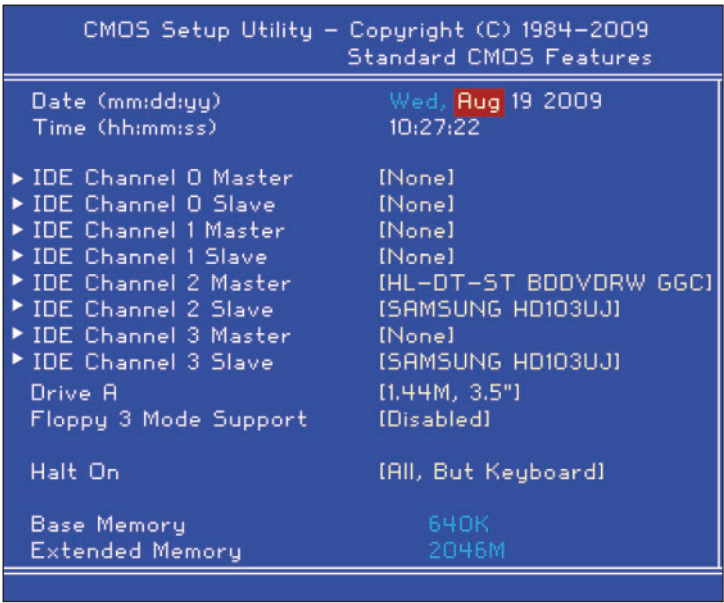 CMOS Setup Utility – Copyright (C) 1984–2009
Standard CMOS Features
Date (mm:dd:yy) Wed, Aug 19 2009
Time (hh:mm:ss) 10:27:22
▶ IDE Channel 0 Master [None]
▶ IDE Channel 0 Slave [None]
▶ IDE Channel 1 Master [None]
▶ IDE Channel 1 Slave [None]
▶ IDE Channel 2 Master [HL–DT–ST BDDVDRW GGC]
▶ IDE Channel 2 Slave [SAMSUNG HD103UJ]
▶ IDE Channel 3 Master [None]
▶ IDE Channel 3 Slave [SAMSUNG HD103UJ]
Drive A [1.44M, 3.5"]
Floppy 3 Mode Support [Disabled]
Halt On [All, But Keyboard]
Base Memory 640K
Extended Memory 2046M